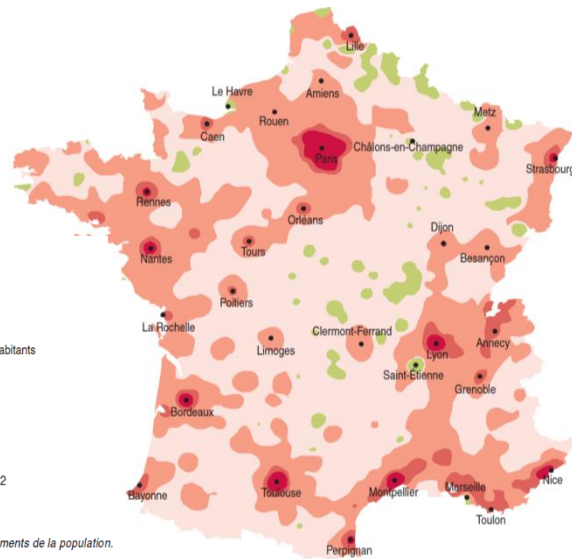 Lille
Le Havre
Amiens
Rouen
Metz
Caen
Châlons-en-Champagne
Paris
Strasbourg
Rennes
Orléans
Dijon
Nantes
Tours
Besançon
Poitiers
La Rochelle
Clermont-Ferrand
Annecy
Limoges
Lyon
abitants
Saint-Étienne
Grenoble
Bordeaux
2
Nice
Bayonne
Toulouse
Montpellier
Marseille
Toulon
Perpignan
ments de la population.